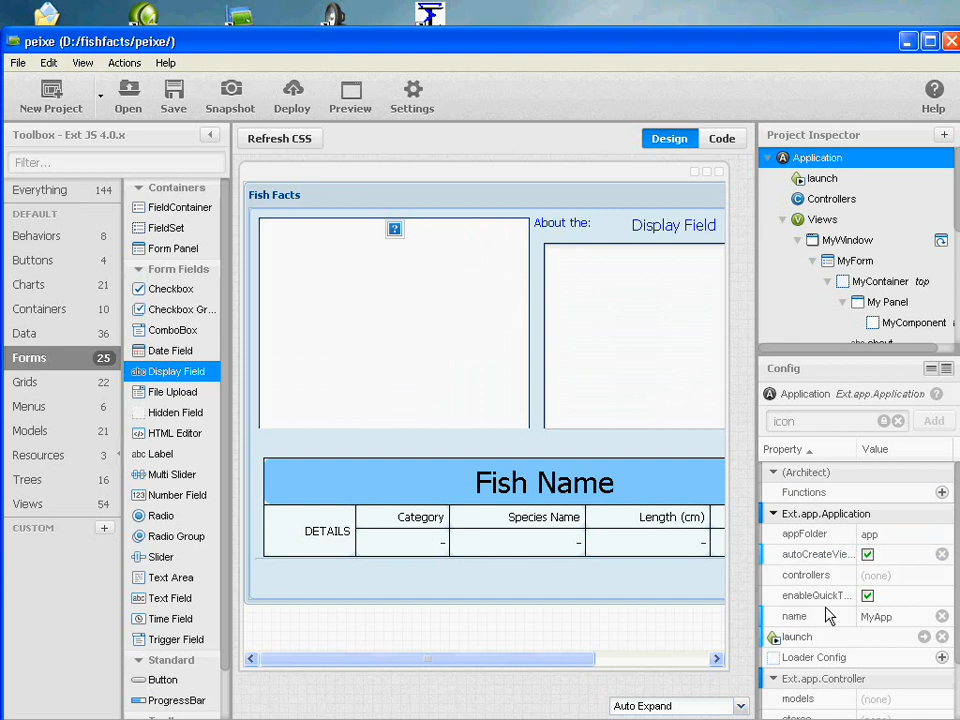 peixe (D:/fishfacts/peixe/)
File Edit View Actions Help
New Project Open Save Snapshot Deploy Preview Settings Help
Toolbox - Ext JS 4.0.x
Filter...
Everything 144
DEFAULT
Behaviors 8
Buttons 4
Charts 21
Containers 10
Data 36
Forms 25
Grids 22
Menus 6
Models 21
Resources 3
Trees 16
Views 54
CUSTOM
Containers
FieldContainer
FieldSet
Form Panel
Form Fields
Checkbox
Checkbox Gr...
ComboBox
Date Field
Display Field
File Upload
Hidden Field
HTML Editor
Label
Multi Slider
Number Field
Radio
Radio Group
Slider
Text Area
Text Field
Time Field
Trigger Field
Standard
Button
ProgressBar
Refresh CSS Design Code
Fish Facts
About the: Display Field
Fish Name
DETAILS
Category Species Name Length (cm)
– – –
Auto Expand
Project Inspector
Application
launch
Controllers
Views
MyWindow
MyForm
MyContainer top
My Panel
MyComponent
Config
Application Ext.app.Application
icon Add
Property Value
(Architect)
Functions
Ext.app.Application
appFolder app
autoCreateVie...
controllers (none)
enableQuickT...
name MyApp
launch
Loader Config
Ext.app.Controller
models (none)